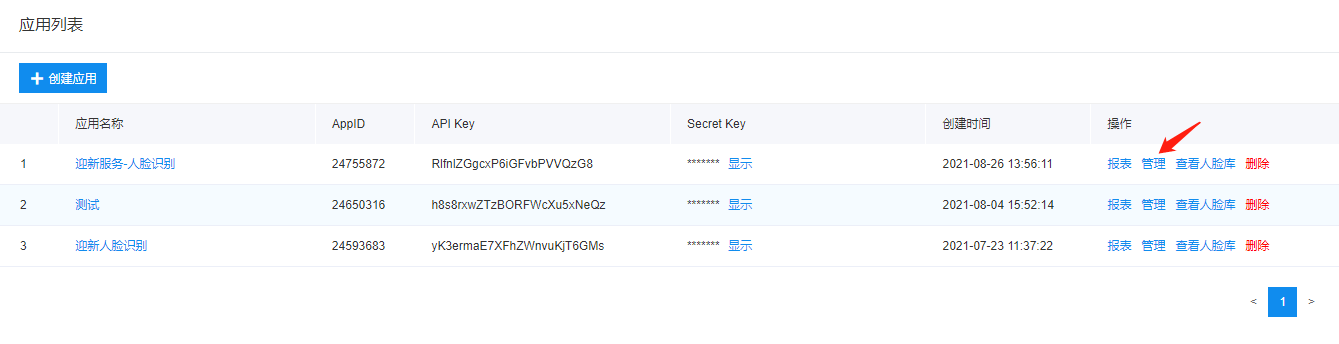 应用列表
+ 创建应用
应用名称 AppID API Key Secret Key 创建时间 操作
1 迎新服务-人脸识别 24755872 RIfnIZGgcxP6iGFvbPVVQzG8 ******* 显示 2021-08-26 13:56:11 报表 管理 查看人脸库 删除
2 测试 24650316 h8s8rxwZTzBORFWcXu5xNeQz ******* 显示 2021-08-04 15:52:14 报表 管理 查看人脸库 删除
3 迎新人脸识别 24593683 yK3ermaE7XFhZWnvuKjT6GMs ******* 显示 2021-07-23 11:37:22 报表 管理 查看人脸库 删除
< 1 >